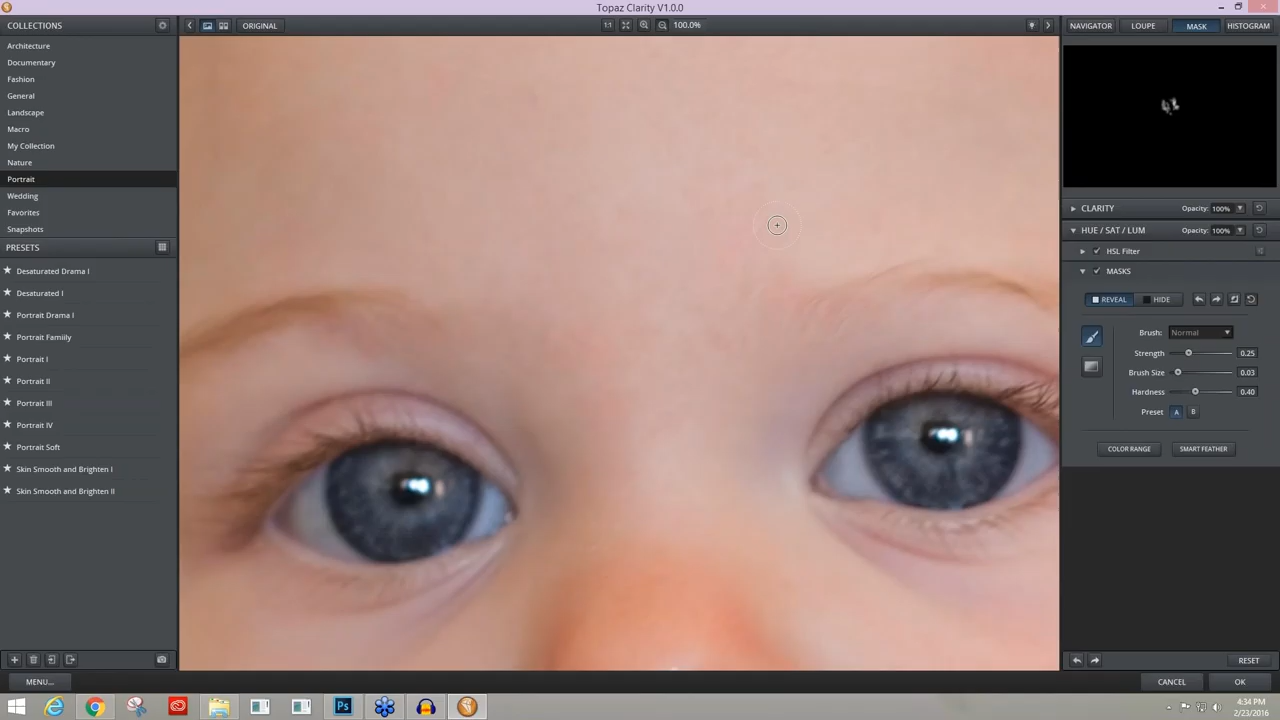 Topaz Clarity V1.0.0
COLLECTIONS
ORIGINAL
1:1
100.0%
NAVIGATOR
LOUPE
MASK
HISTOGRAM
Architecture
Documentary
Fashion
General
Landscape
Macro
My Collection
Nature
Portrait
Wedding
Favorites
Snapshots
PRESETS
Desaturated Drama I
Desaturated I
Portrait Drama I
Portrait Famiily
Portrait I
Portrait II
Portrait III
Portrait IV
Portrait Soft
Skin Smooth and Brighten I
Skin Smooth and Brighten II
CLARITY Opacity: 100%
HUE / SAT / LUM Opacity: 100%
HSL Filter
MASKS
REVEAL HIDE
Brush: Normal
Strength 0.25
Brush Size 0.03
Hardness 0.40
Preset A B
COLOR RANGE SMART FEATHER
RESET
MENU...
CANCEL OK
Ps
4:34 PM
2/23/2016